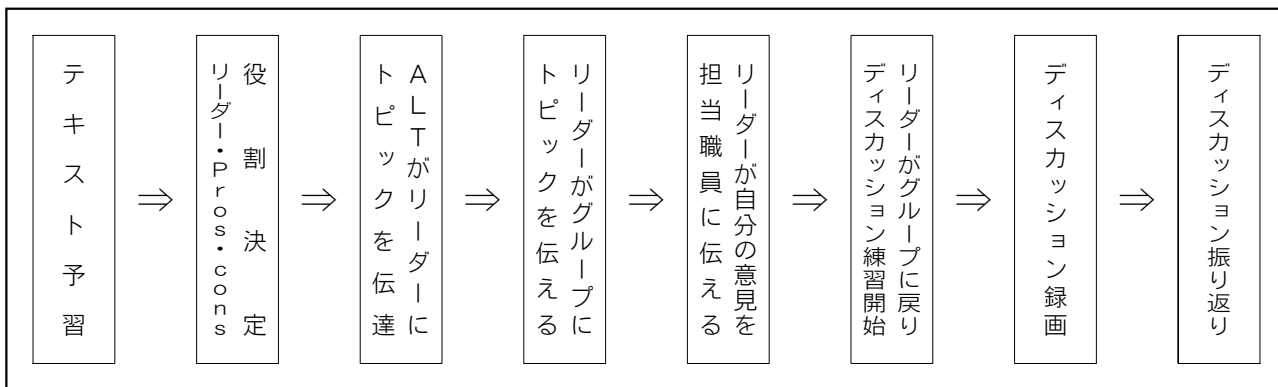 テキスト予習
⇒
役割決定
リーダー・Pros・cons
⇒
ALTがリーダーに
トピックを伝達
⇒
リーダーがグループに
トピックを伝える
⇒
リーダーが自分の意見を
担当職員に伝える
⇒
リーダーがグループに戻り
ディスカッション練習開始
⇒
ディスカッション録画
⇒
ディスカッション振り返り